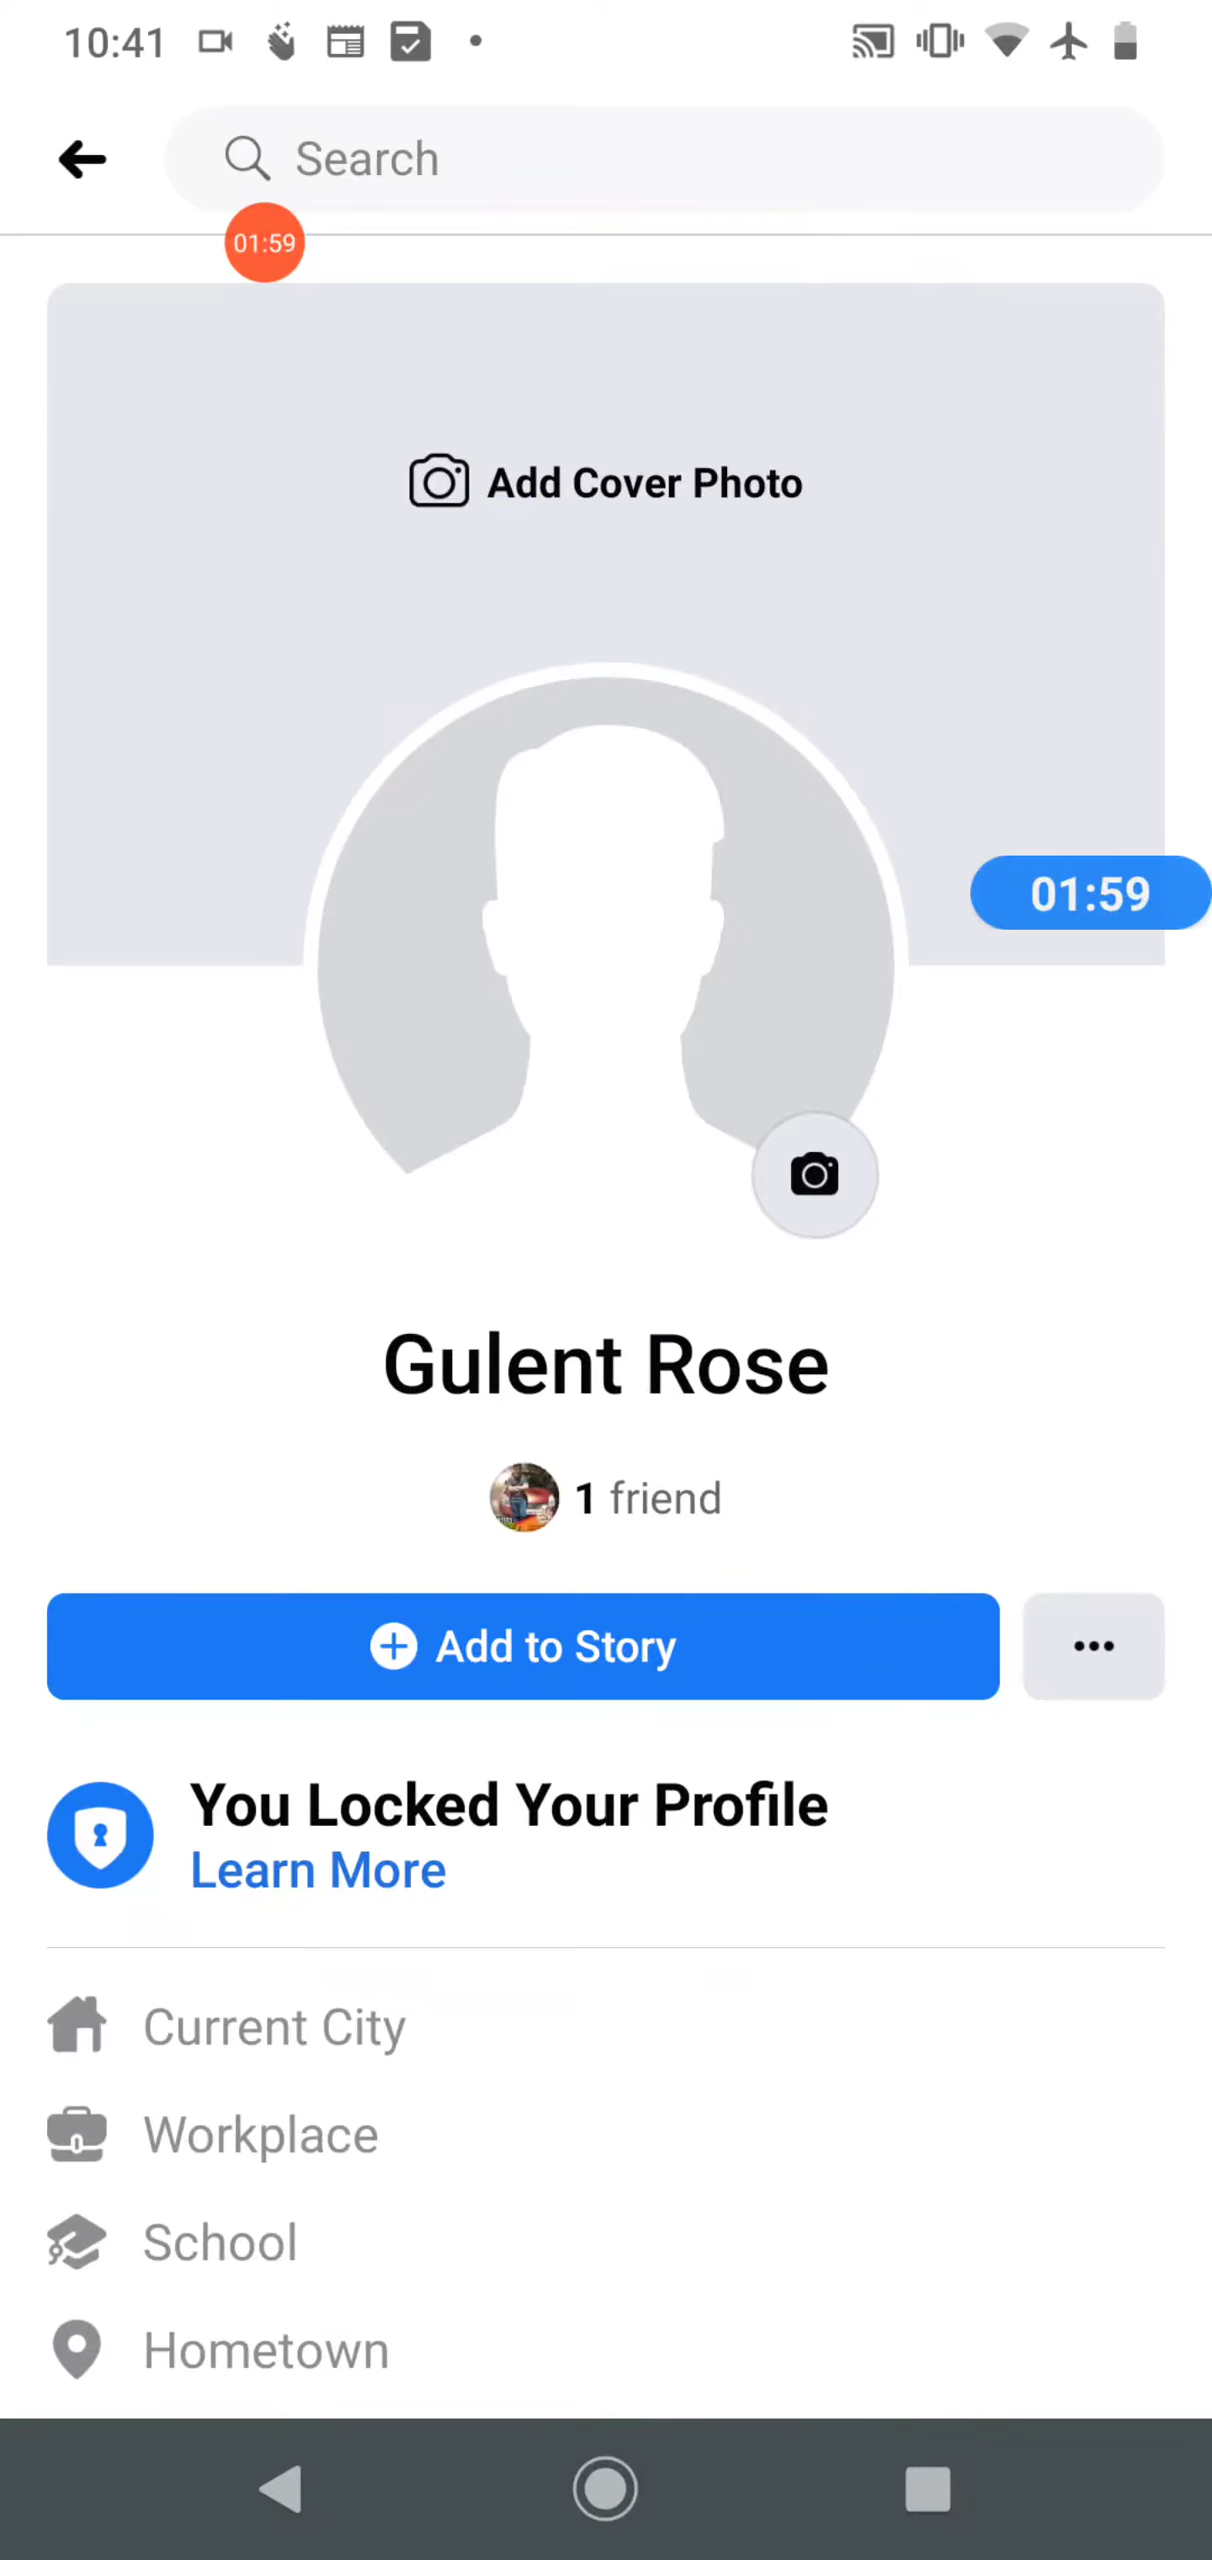 10:41
Search
01:59
Add Cover Photo
01:59
Gulent Rose
1 friend
Add to Story
You Locked Your Profile
Learn More
Current City
Workplace
School
Hometown